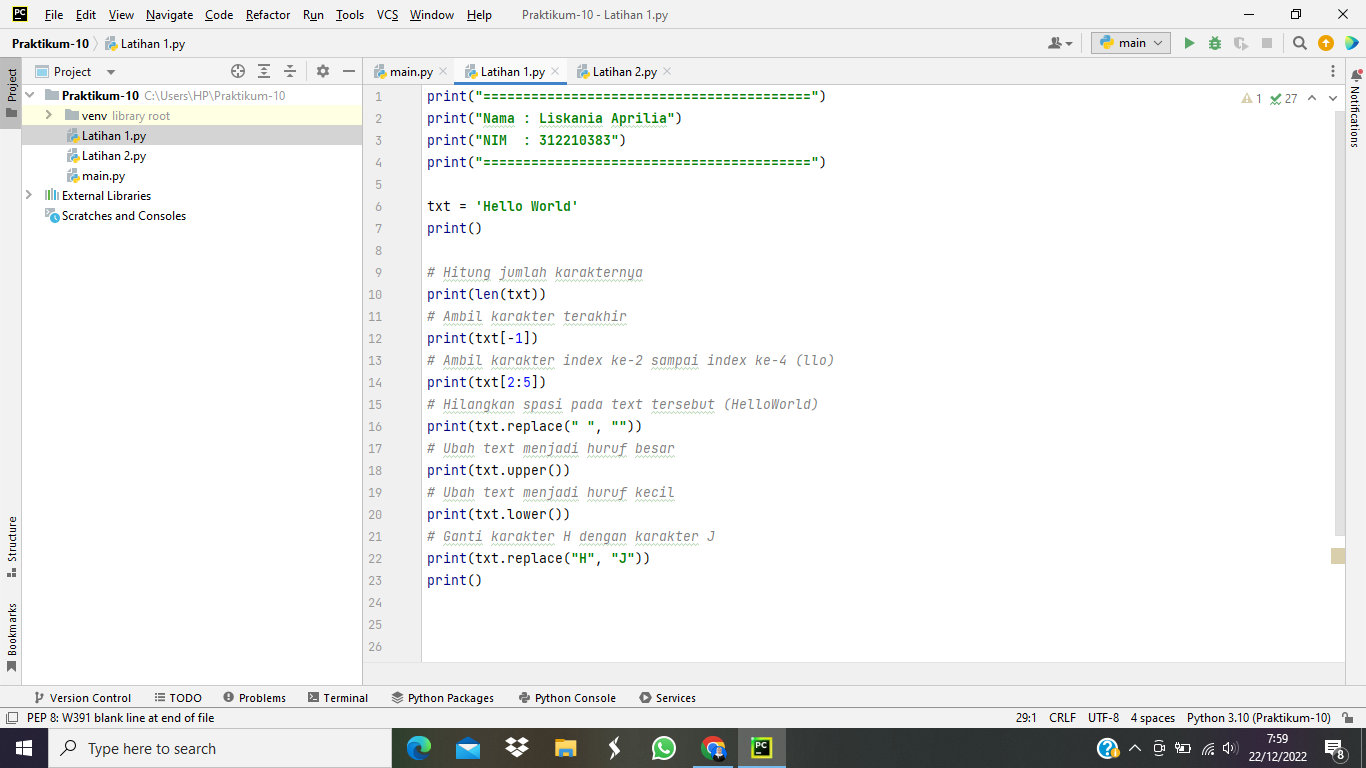 PC File Edit View Navigate Code Refactor Run Tools VCS Window Help Praktikum-10 - Latihan 1.py
Praktikum-10 Latihan 1.py main
Project
Project
main.py Latihan 1.py Latihan 2.py
Notifications
Praktikum-10 C:\Users\HP\Praktikum-10
venv library root
Latihan 1.py
Latihan 2.py
main.py
External Libraries
Scratches and Consoles
1 27
1 print("=========================================")
2 print("Nama : Liskania Aprilia")
3 print("NIM  : 312210383")
4 print("=========================================")
5
6 txt = 'Hello World'
7 print()
8
9 # Hitung jumlah karakternya
10 print(len(txt))
11 # Ambil karakter terakhir
12 print(txt[-1])
13 # Ambil karakter index ke-2 sampai index ke-4 (llo)
14 print(txt[2:5])
15 # Hilangkan spasi pada text tersebut (HelloWorld)
16 print(txt.replace(" ", ""))
17 # Ubah text menjadi huruf besar
18 print(txt.upper())
19 # Ubah text menjadi huruf kecil
20 print(txt.lower())
21 # Ganti karakter H dengan karakter J
22 print(txt.replace("H", "J"))
23 print()
24
25
26
Structure
Bookmarks
Version Control TODO Problems Terminal Python Packages Python Console Services
PEP 8: W391 blank line at end of file 29:1 CRLF UTF-8 4 spaces Python 3.10 (Praktikum-10)
Type here to search PC 7:59
22/12/2022 8